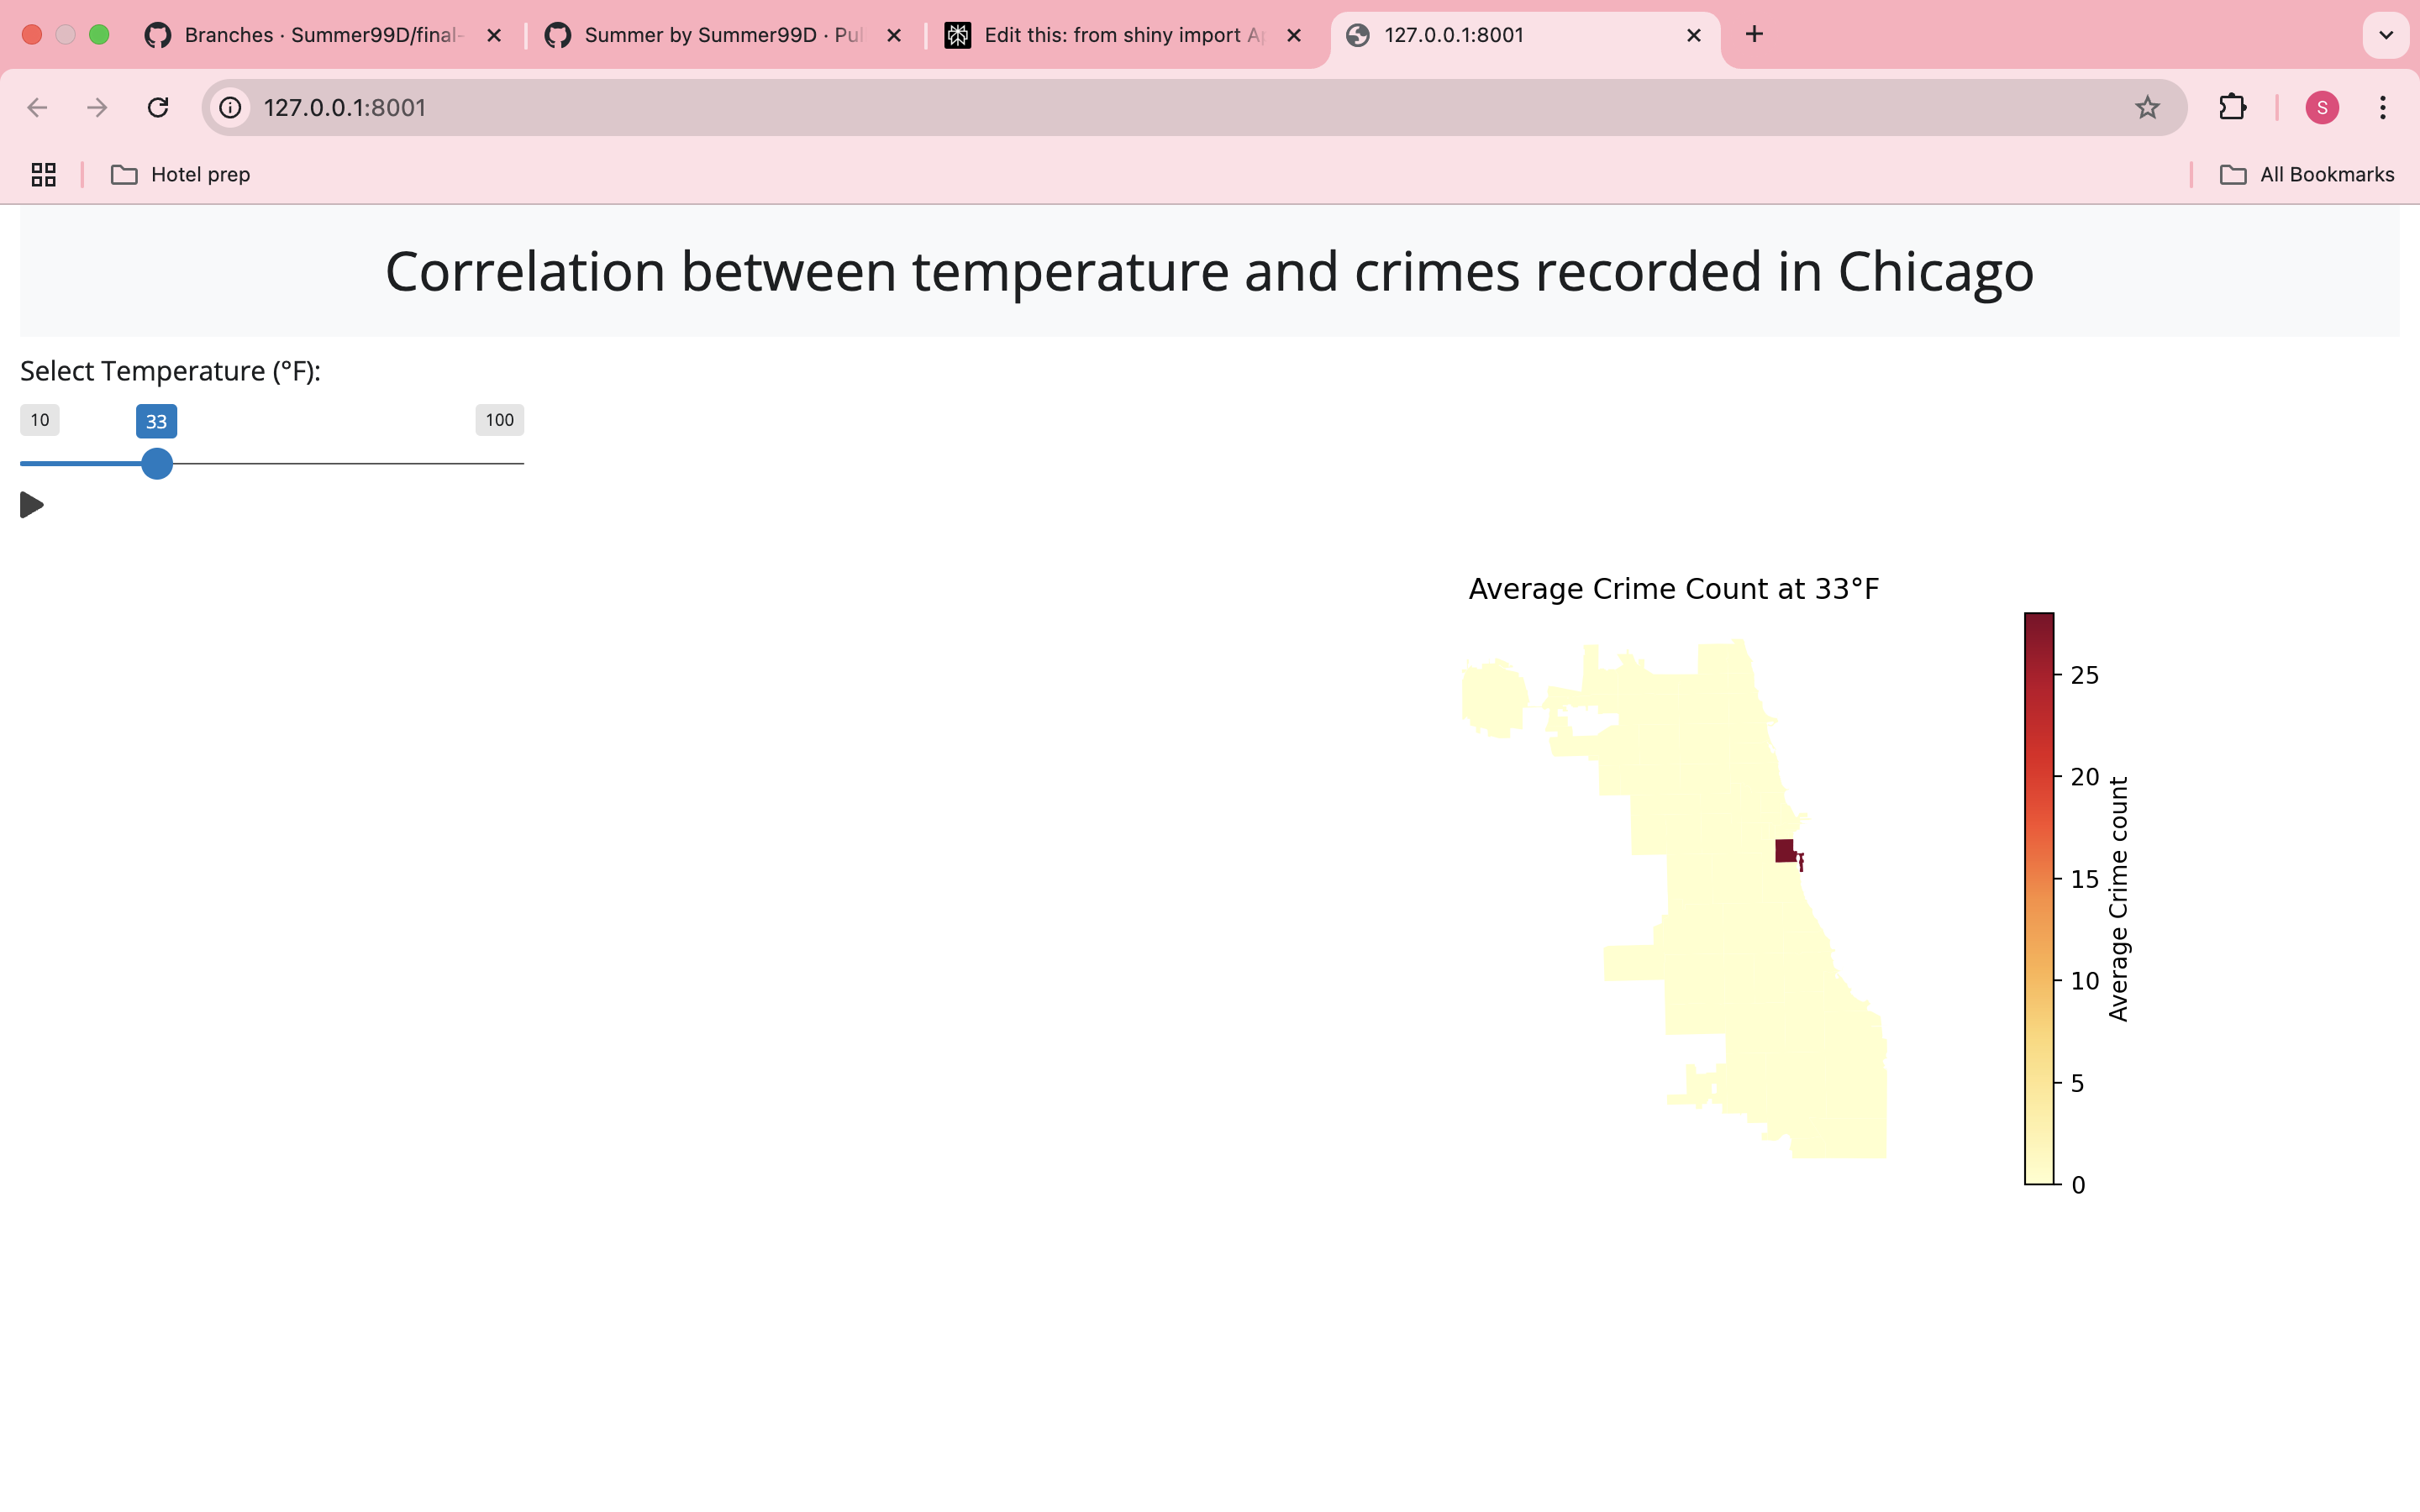 Branches · Summer99D/final-
Summer by Summer99D · Pul
Edit this: from shiny import Ap
127.0.0.1:8001
127.0.0.1:8001
S
Hotel prep
All Bookmarks
Correlation between temperature and crimes recorded in Chicago
Select Temperature (°F):
10
33
100
Average Crime Count at 33°F
25
20
15
10
5
0
Average Crime count